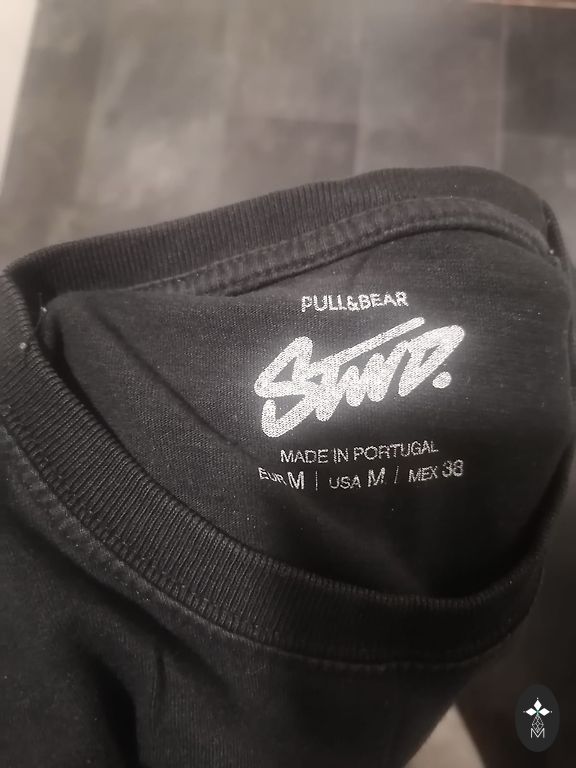 PULL&BEAR
STWD.
MADE IN PORTUGAL
EUR M | USA M | MEX 38
M